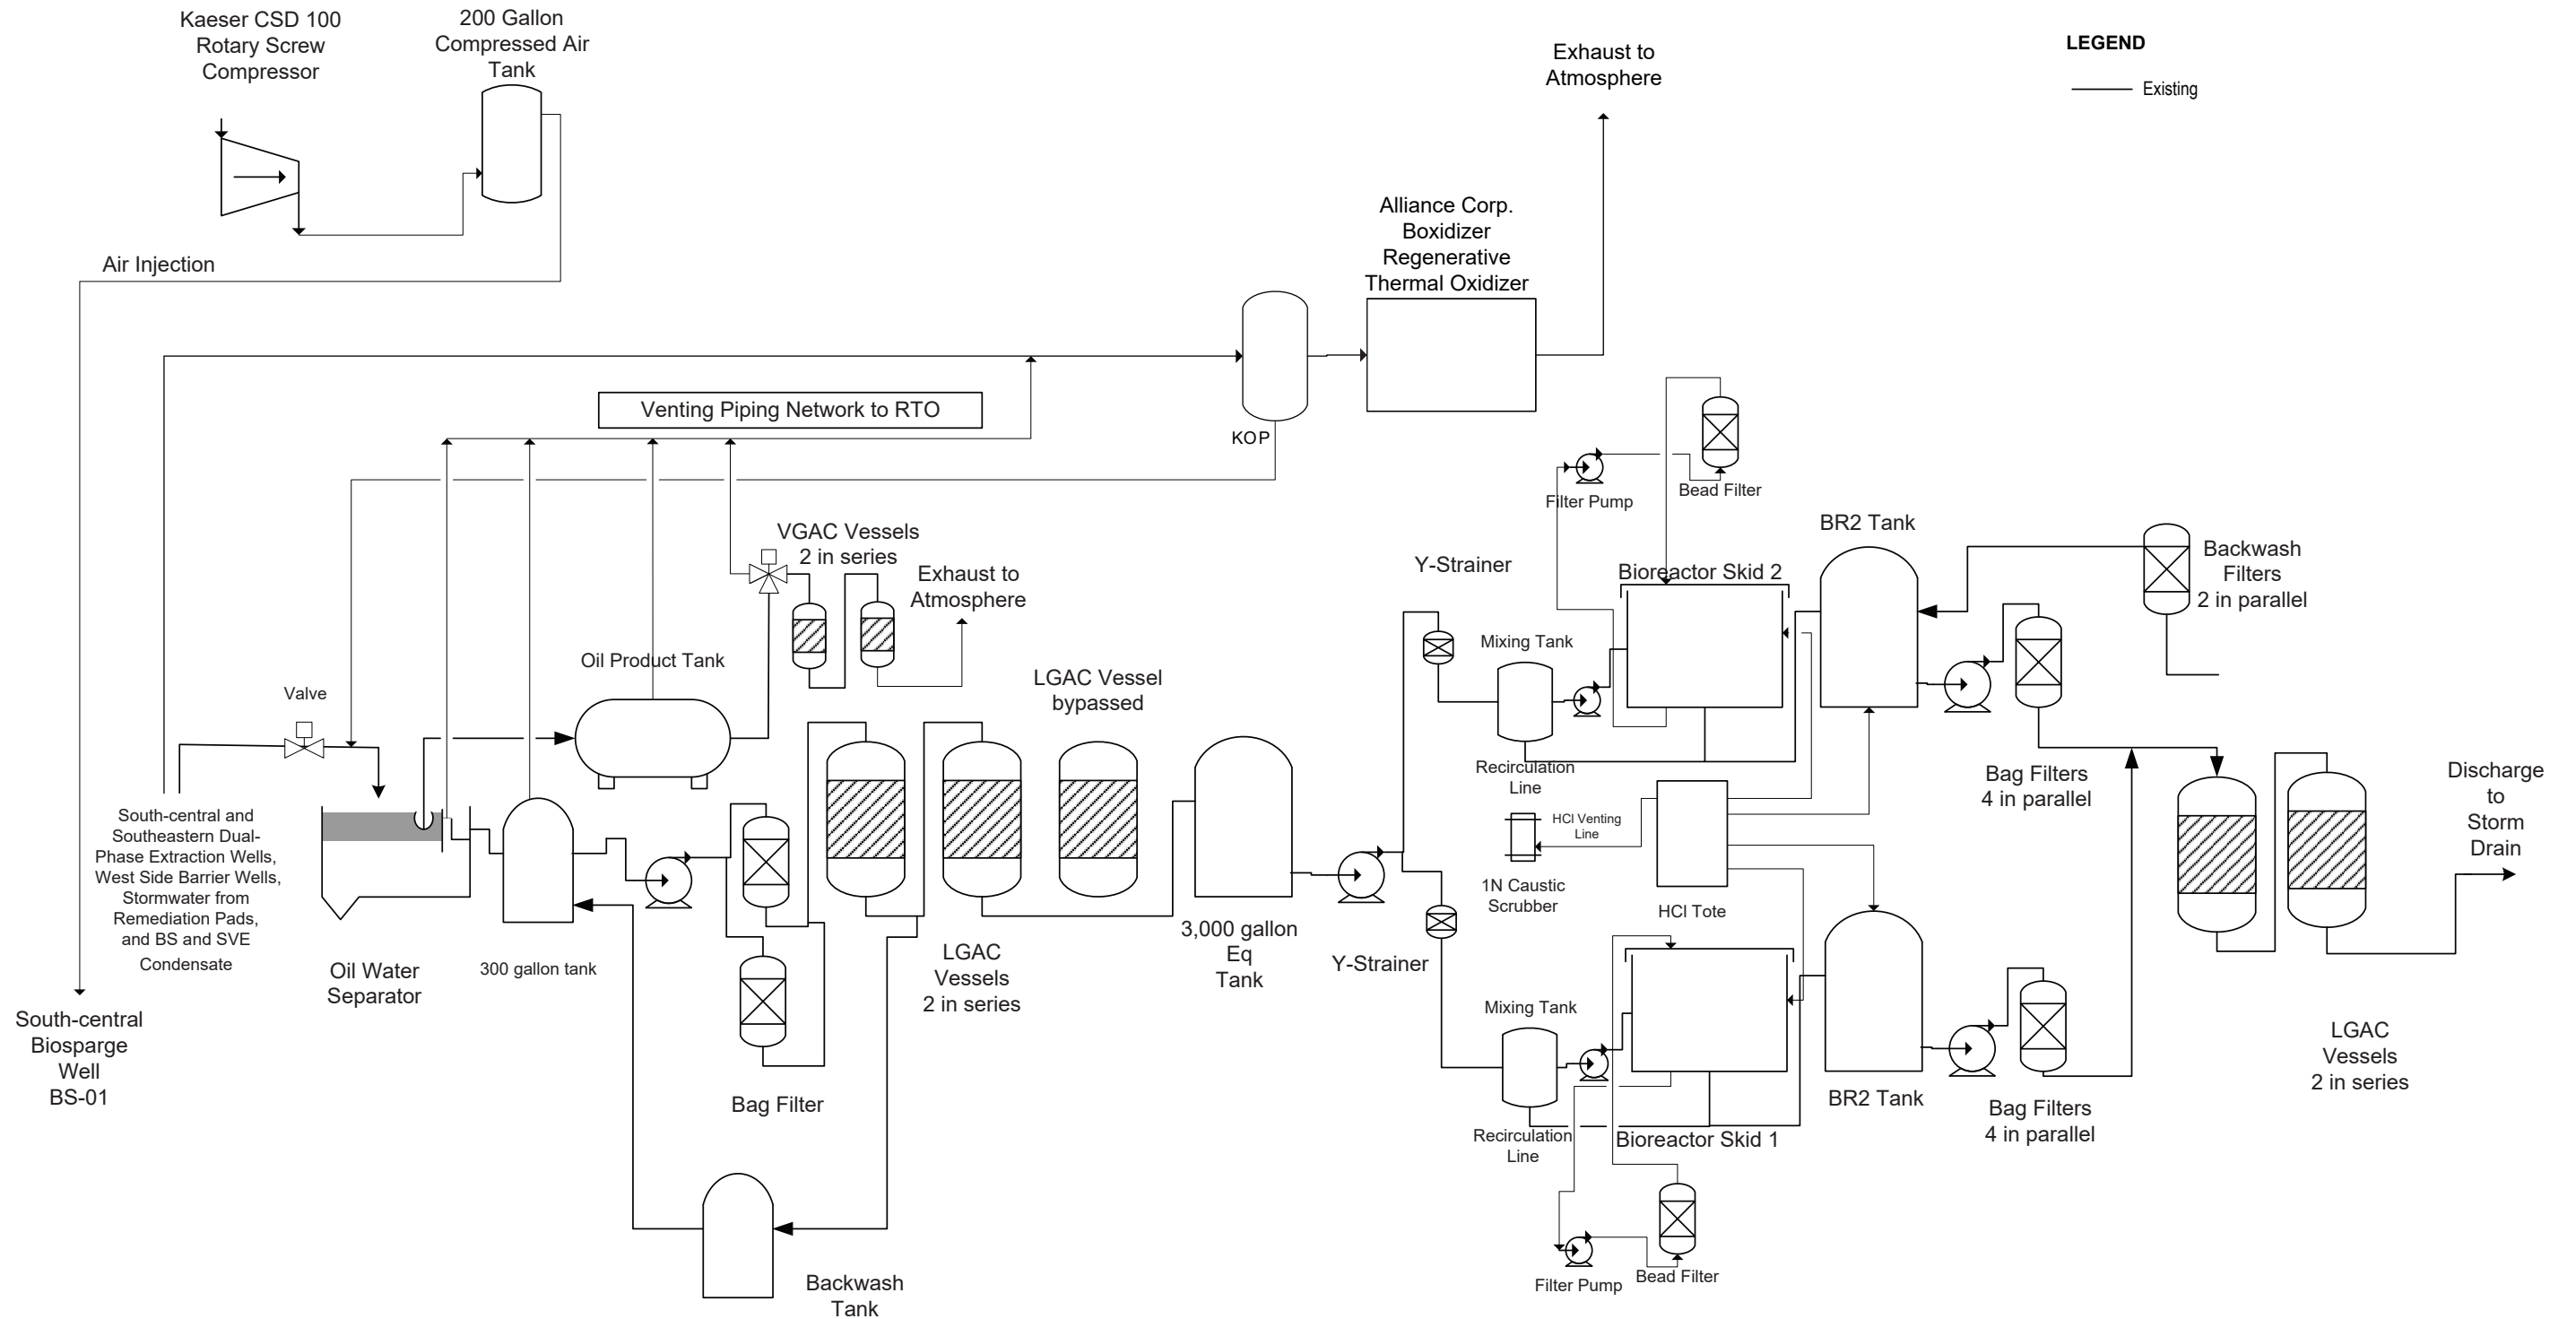 Kaeser CSD 100
Rotary Screw
Compressor
200 Gallon
Compressed Air
Tank
Exhaust to
Atmosphere
LEGEND
Existing
Air Injection
Alliance Corp.
Boxidizer
Regenerative
Thermal Oxidizer
Venting Piping Network to RTO
KOP
Filter Pump
Bead Filter
VGAC Vessels
2 in series
Exhaust to
Atmosphere
Y-Strainer
Bioreactor Skid 2
BR2 Tank
Backwash
Filters
2 in parallel
Mixing Tank
Oil Product Tank
Valve
LGAC Vessel
bypassed
Recirculation
Line
Bag Filters
4 in parallel
Discharge
to
Storm
Drain
South-central and
Southeastern Dual-
Phase Extraction Wells,
West Side Barrier Wells,
Stormwater from
Remediation Pads,
and BS and SVE
Condensate
HCl Venting
Line
1N Caustic
Scrubber
HCl Tote
Oil Water
Separator
300 gallon tank
LGAC
Vessels
2 in series
3,000 gallon
Eq
Tank
Y-Strainer
South-central
Biosparge
Well
BS-01
Mixing Tank
Bag Filter
LGAC
Vessels
2 in series
BR2 Tank
Bag Filters
4 in parallel
Recirculation
Line
Bioreactor Skid 1
Backwash
Tank
Filter Pump
Bead Filter